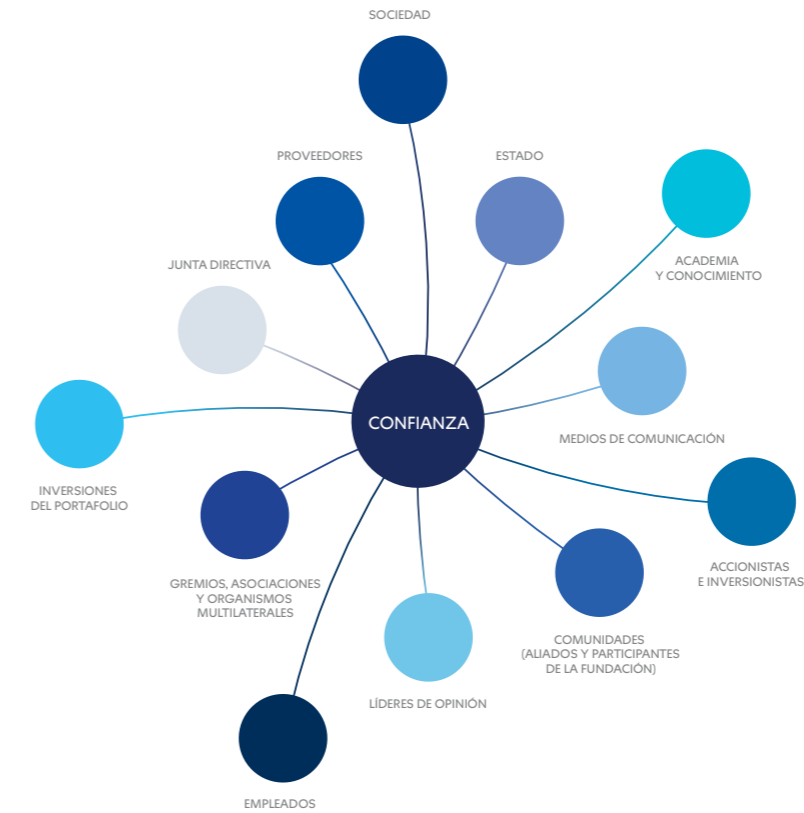 SOCIEDAD
PROVEEDORES
ESTADO
JUNTA DIRECTIVA
ACADEMIA
Y CONOCIMIENTO
CONFIANZA
MEDIOS DE COMUNICACIÓN
INVERSIONES
DEL PORTAFOLIO
GREMIOS, ASOCIACIONES
Y ORGANISMOS
MULTILATERALES
ACCIONISTAS
E INVERSIONISTAS
COMUNIDADES
(ALIADOS Y PARTICIPANTES
DE LA FUNDACIÓN)
LÍDERES DE OPINIÓN
EMPLEADOS